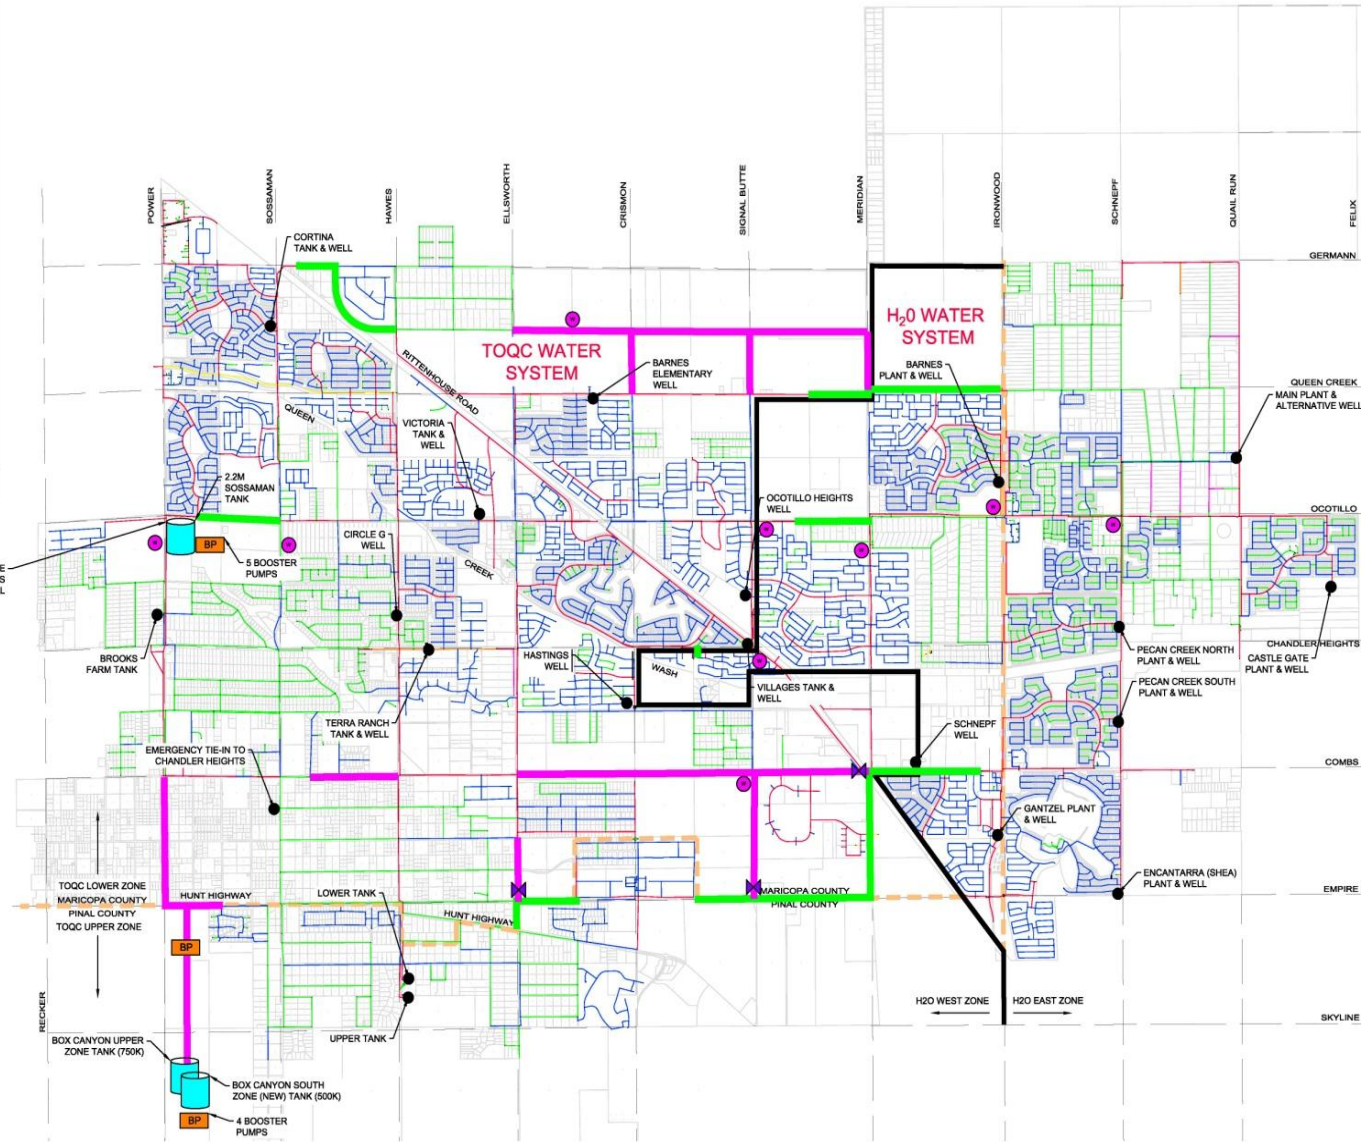 POWER
SOSSAMAN
HAWES
ELLSWORTH
CRISMON
SIGNAL BUTTE
MERIDIAN
IRONWOOD
SCHNEPF
QUAIL RUN
FELIX
GERMANN
CORTINA
TANK & WELL
H20 WATER
SYSTEM
TOQC WATER
SYSTEM
RITTENHOUSE ROAD
BARNES
ELEMENTARY
WELL
BARNES
PLANT & WELL
QUEEN CREEK
MAIN PLANT &
ALTERNATIVE WELL
QUEEN
VICTORIA
TANK &
WELL
2.2M
SOSSAMAN
TANK
OCOTILLO HEIGHTS
WELL
OCOTILLO
BP
5 BOOSTER
PUMPS
CIRCLE G
WELL
CREEK
E
S
L
BROOKS
FARM TANK
HASTINGS
WELL
WASH
VILLAGES TANK &
WELL
CHANDLER HEIGHTS
PECAN CREEK NORTH
PLANT & WELL
CASTLE GATE
PLANT & WELL
PECAN CREEK SOUTH
PLANT & WELL
TERRA RANCH
TANK & WELL
SCHNEPF
WELL
EMERGENCY TIE-IN TO
CHANDLER HEIGHTS
COMBS
GANTZEL PLANT
& WELL
ENCANTARRA (SHEA)
PLANT & WELL
EMPIRE
TOQC LOWER ZONE
MARICOPA COUNTY
PINAL COUNTY
TOQC UPPER ZONE
HUNT HIGHWAY
LOWER TANK
HUNT HIGHWAY
MARICOPA COUNTY
PINAL COUNTY
BP
RECKER
H2O WEST ZONE
H2O EAST ZONE
SKYLINE
UPPER TANK
BOX CANYON UPPER
ZONE TANK (750K)
BOX CANYON SOUTH
ZONE (NEW) TANK (500K)
BP
4 BOOSTER
PUMPS